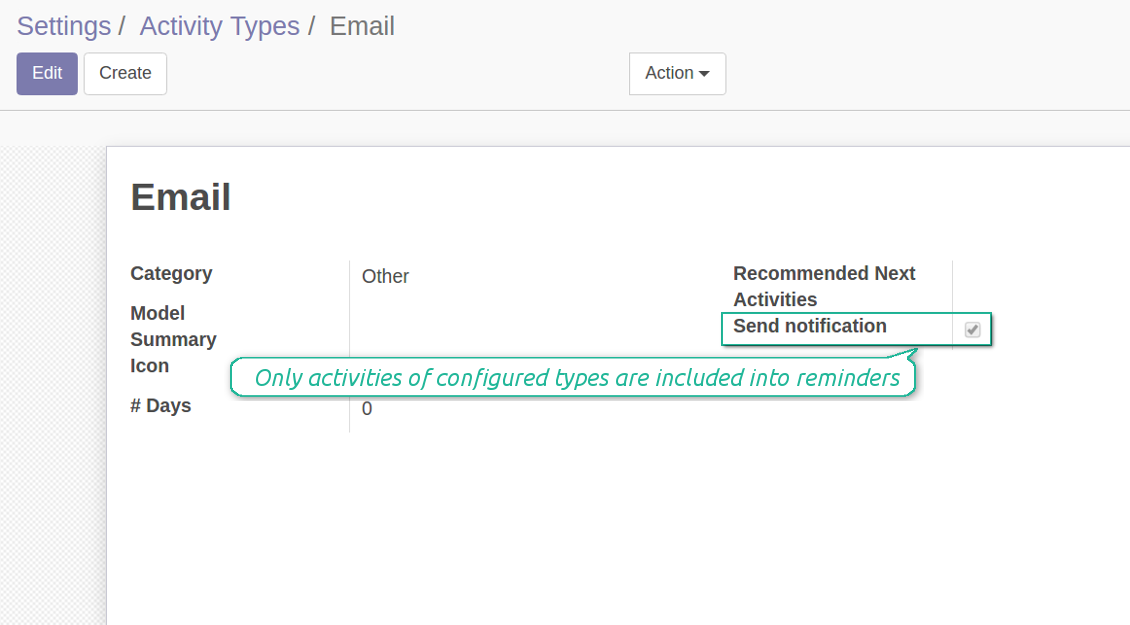 Settings / Activity Types / Email
Edit Create Action
Email
Category Other
Model
Summary
Icon
# Days 0
Recommended Next
Activities
Send notification
Only activities of configured types are included into reminders